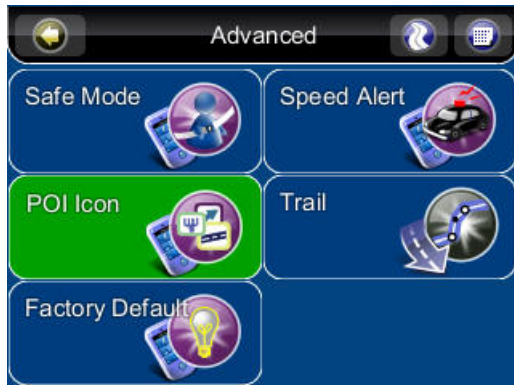 Advanced
Safe Mode
Speed Alert
POI Icon
Trail
Factory Default